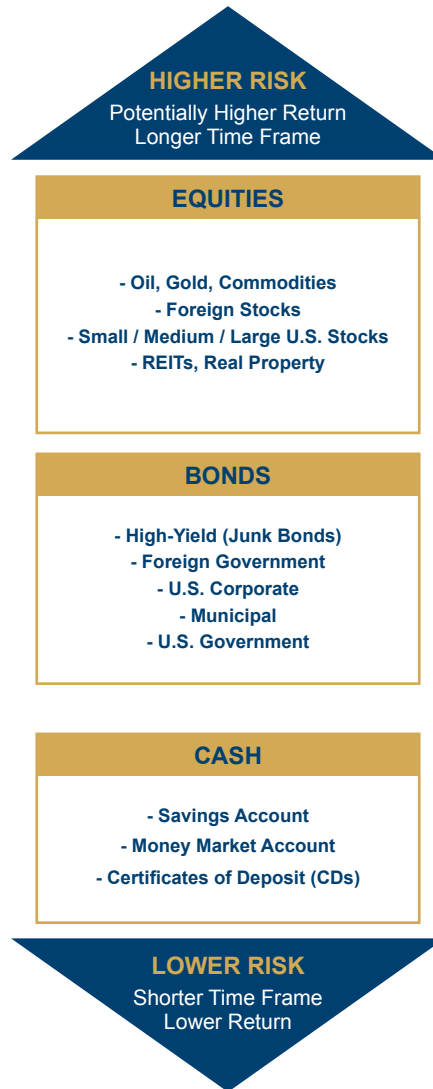 HIGHER RISK
Potentially Higher Return
Longer Time Frame
EQUITIES
- Oil, Gold, Commodities
- Foreign Stocks
- Small / Medium / Large U.S. Stocks
- REITs, Real Property
BONDS
- High-Yield (Junk Bonds)
- Foreign Government
- U.S. Corporate
- Municipal
- U.S. Government
CASH
- Savings Account
- Money Market Account
- Certificates of Deposit (CDs)
LOWER RISK
Shorter Time Frame
Lower Return